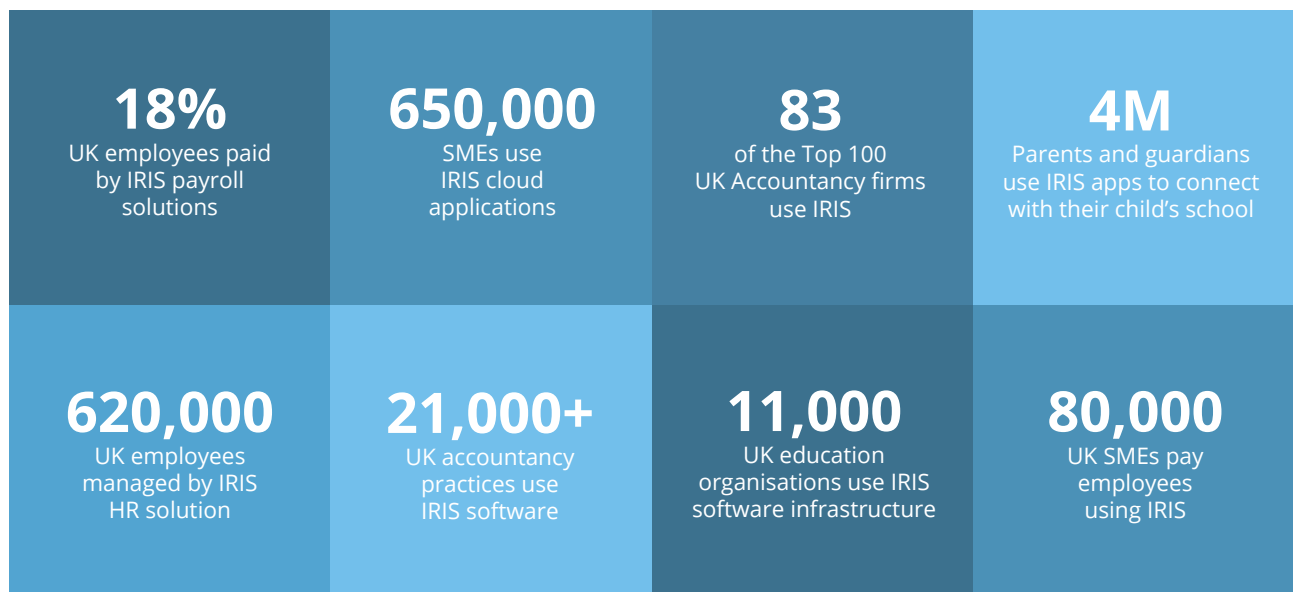 18%
UK employees paid
by IRIS payroll
solutions
650,000
SMEs use
IRIS cloud
applications
83
of the Top 100
UK Accountancy firms
use IRIS
4M
Parents and guardians
use IRIS apps to connect
with their child’s school
620,000
UK employees
managed by IRIS
HR solution
21,000+
UK accountancy
practices use
IRIS software
11,000
UK education
organisations use IRIS
software infrastructure
80,000
UK SMEs pay
employees
using IRIS